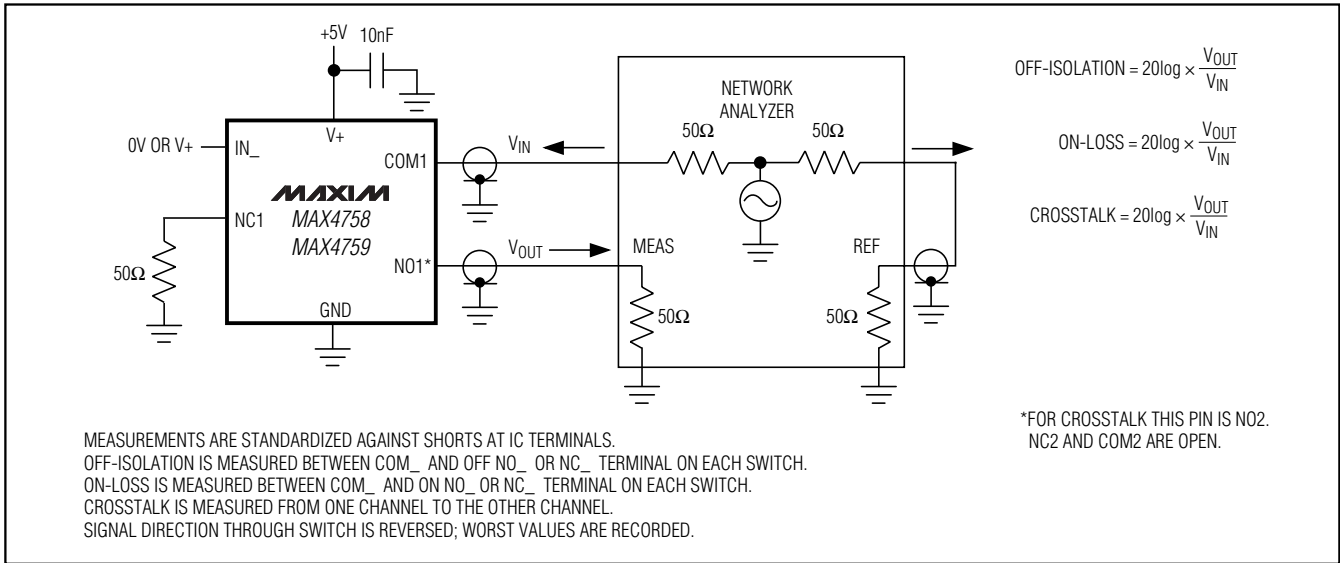 +5V 10nF
V+
0V OR V+
IN_
COM1
MAXIM
MAX4758
MAX4759
NC1
NO1*
GND
50Ω
VIN
VOUT
NETWORK
ANALYZER
50Ω 50Ω
MEAS REF
50Ω 50Ω
OFF-ISOLATION = 20log × VOUT/VIN
ON-LOSS = 20log × VOUT/VIN
CROSSTALK = 20log × VOUT/VIN
*FOR CROSSTALK THIS PIN IS NO2.
NC2 AND COM2 ARE OPEN.
MEASUREMENTS ARE STANDARDIZED AGAINST SHORTS AT IC TERMINALS.
OFF-ISOLATION IS MEASURED BETWEEN COM_ AND OFF NO_ OR NC_ TERMINAL ON EACH SWITCH.
ON-LOSS IS MEASURED BETWEEN COM_ AND ON NO_ OR NC_ TERMINAL ON EACH SWITCH.
CROSSTALK IS MEASURED FROM ONE CHANNEL TO THE OTHER CHANNEL.
SIGNAL DIRECTION THROUGH SWITCH IS REVERSED; WORST VALUES ARE RECORDED.